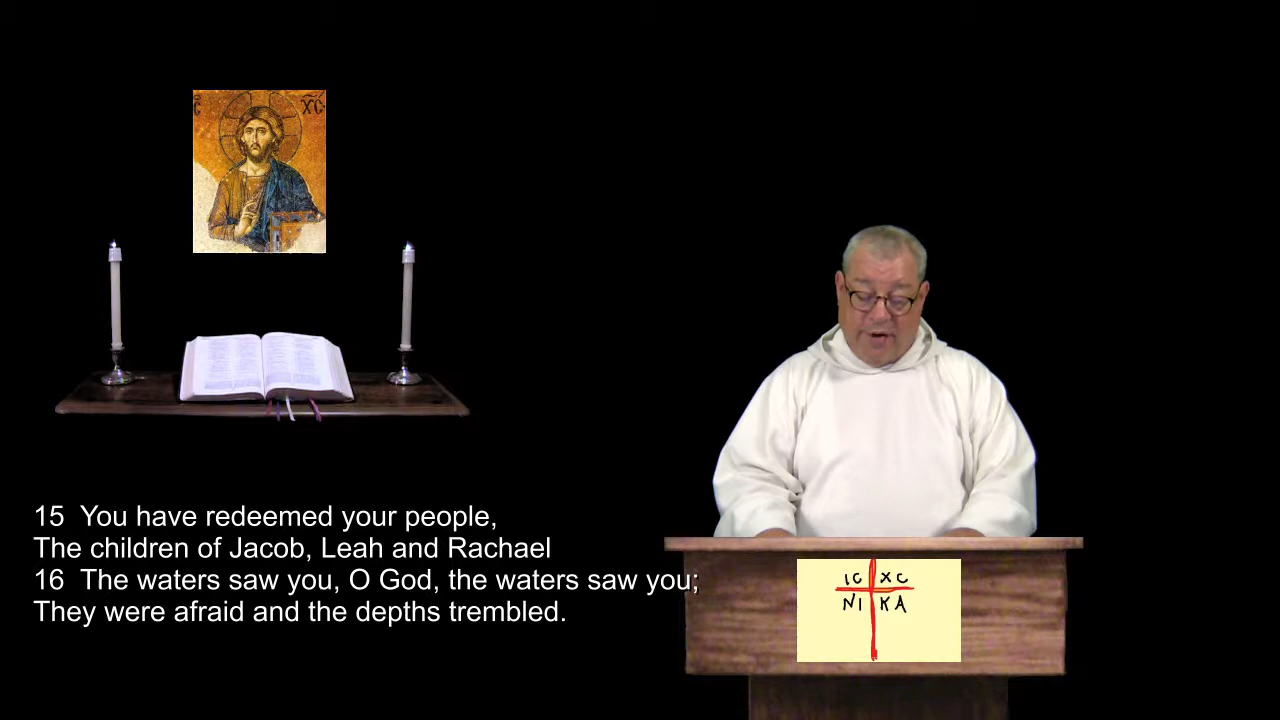 ΧC
15 You have redeemed your people,
The children of Jacob, Leah and Rachael
16 The waters saw you, O God, the waters saw you;
They were afraid and the depths trembled.
IC XC
NI KA